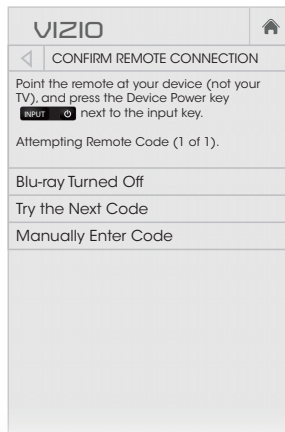 VIZIO
CONFIRM REMOTE CONNECTION
Point the remote at your device (not your
TV), and press the Device Power key
INPUT next to the input key.
Attempting Remote Code (1 of 1).
Blu-ray Turned Off
Try the Next Code
Manually Enter Code